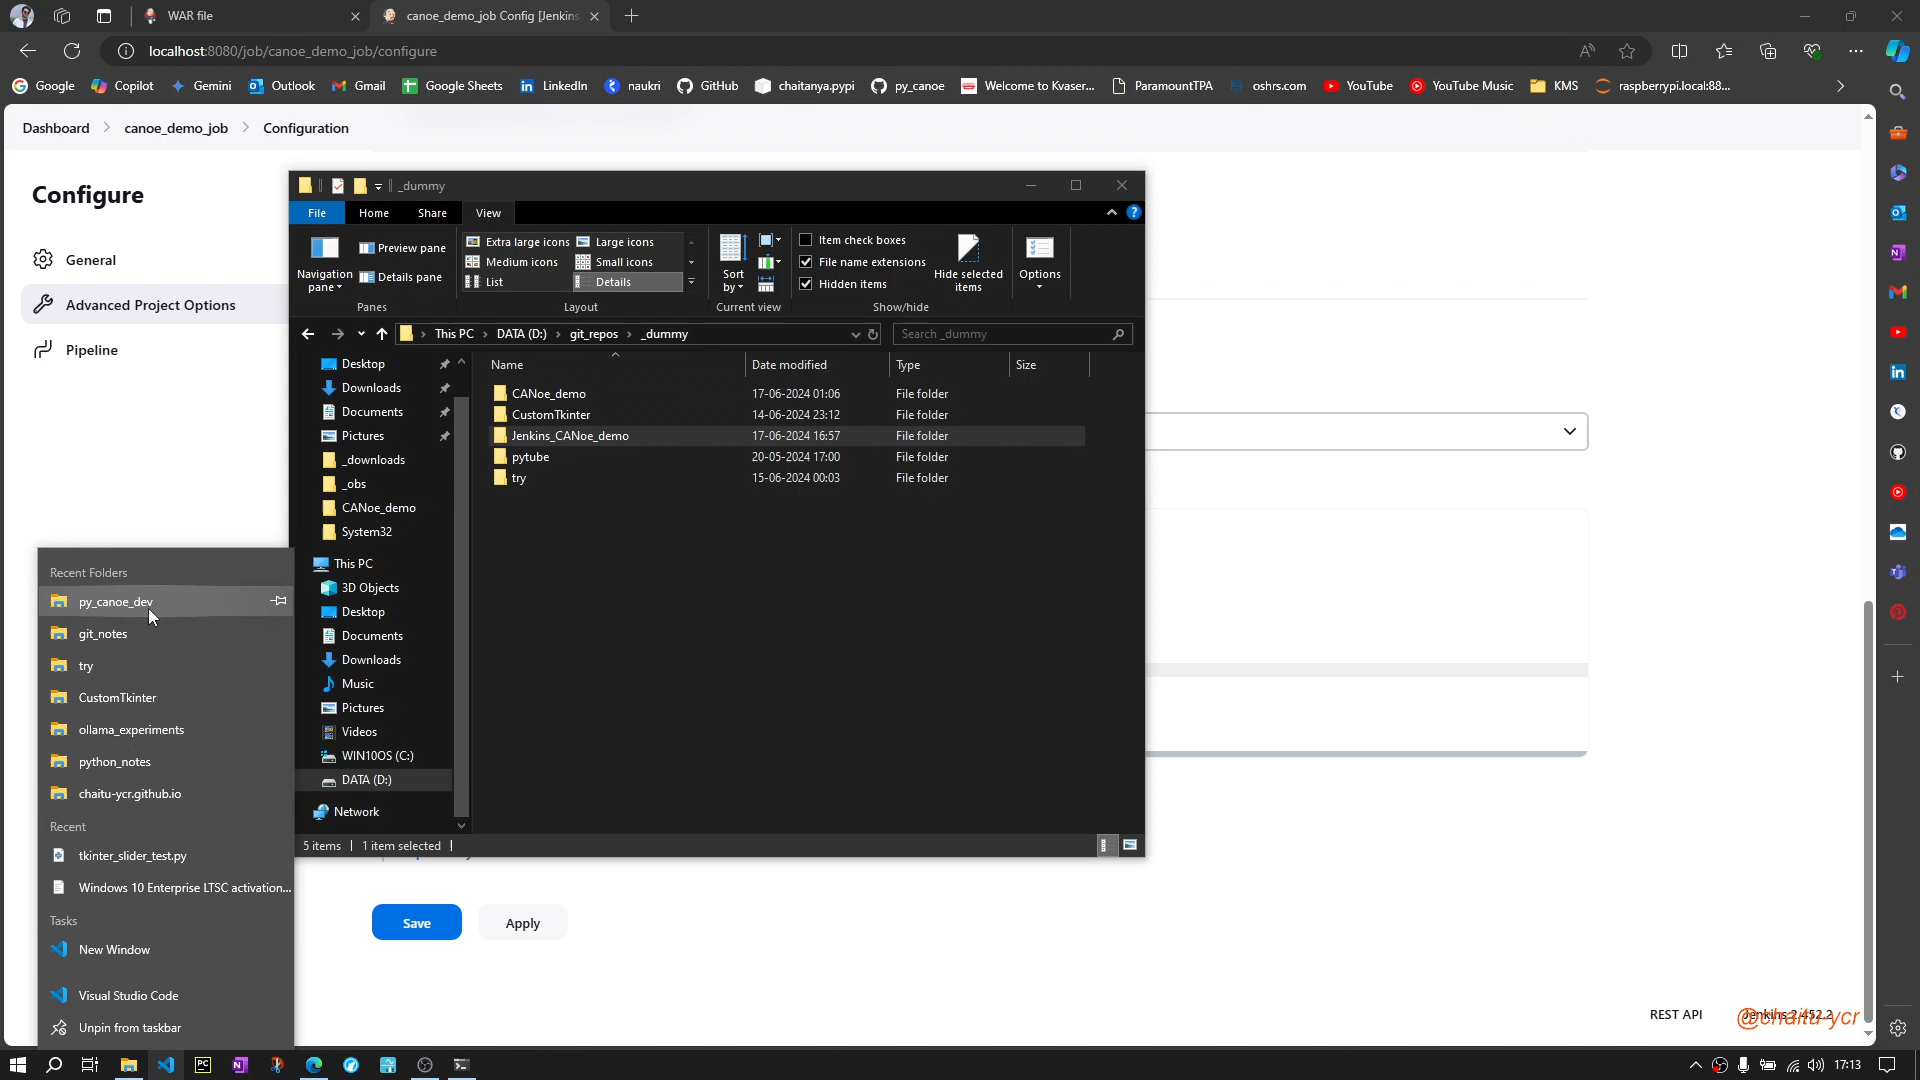 WAR file
canoe_demo_job Config [Jenkins
localhost:8080/job/canoe_demo_job/configure
Google
Copilot
Gemini
Outlook
Gmail
Google Sheets
LinkedIn
naukri
GitHub
chaitanya.pypi
py_canoe
Welcome to Kvaser...
ParamountTPA
oshrs.com
YouTube
YouTube Music
KMS
raspberrypi.local:88...
Dashboard
canoe_demo_job
Configuration
Configure
General
Advanced Project Options
Pipeline
_dummy
File
Home
Share
View
Navigation pane
Preview pane
Details pane
Panes
Extra large icons
Large icons
Medium icons
Small icons
List
Details
Layout
Sort by
Current view
Item check boxes
File name extensions
Hidden items
Hide selected items
Show/hide
Options
This PC
DATA (D:)
git_repos
_dummy
Search _dummy
Name
Date modified
Type
Size
CANoe_demo 17-06-2024 01:06 File folder
CustomTkinter 14-06-2024 23:12 File folder
Jenkins_CANoe_demo 17-06-2024 16:57 File folder
pytube 20-05-2024 17:00 File folder
try 15-06-2024 00:03 File folder
Desktop
Downloads
Documents
Pictures
_downloads
_obs
CANoe_demo
System32
This PC
3D Objects
Desktop
Documents
Downloads
Music
Pictures
Videos
WIN10OS (C:)
DATA (D:)
Network
5 items
1 item selected
Recent Folders
py_canoe_dev
git_notes
try
CustomTkinter
ollama_experiments
python_notes
chaitu-ycr.github.io
Recent
tkinter_slider_test.py
Windows 10 Enterprise LTSC activation...
Tasks
New Window
Visual Studio Code
Unpin from taskbar
Save
Apply
REST API
Jenkins 2.452.2
@chaitu-ycr
17:13